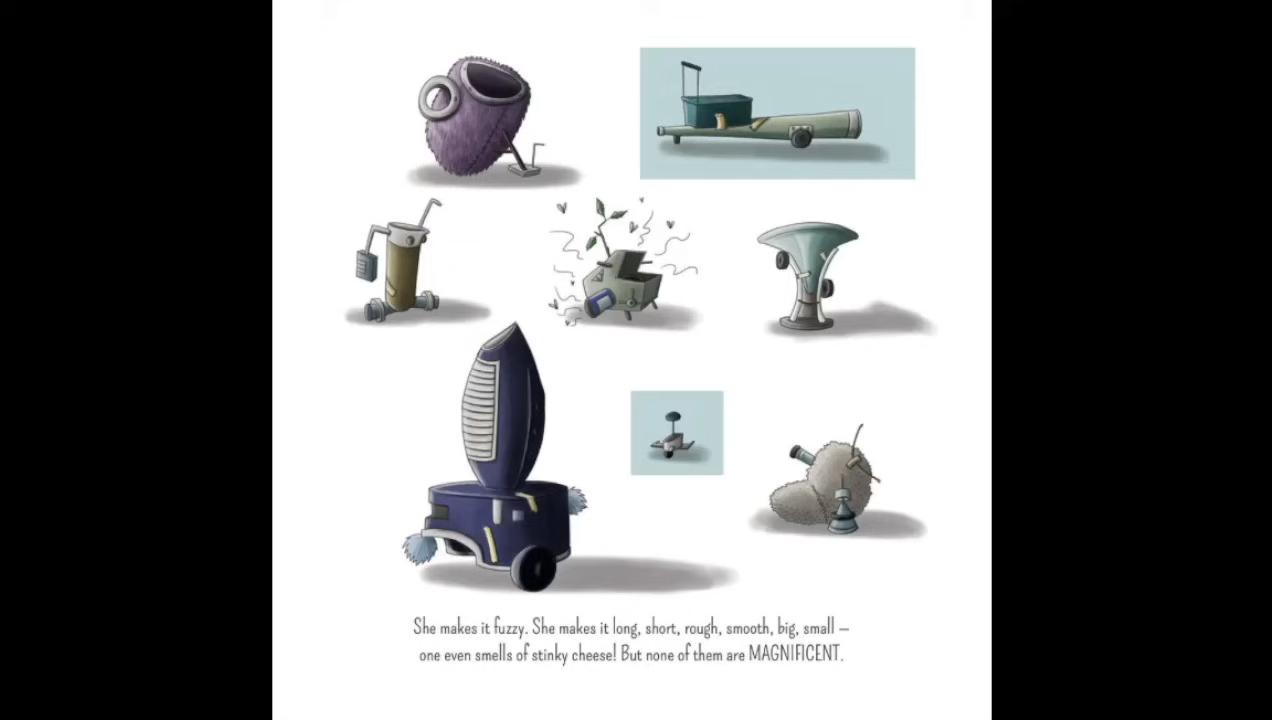 She makes it fuzzy. She makes it long, short, rough, smooth, big, small –
one even smells of stinky cheese! But none of them are MAGNIFICENT.